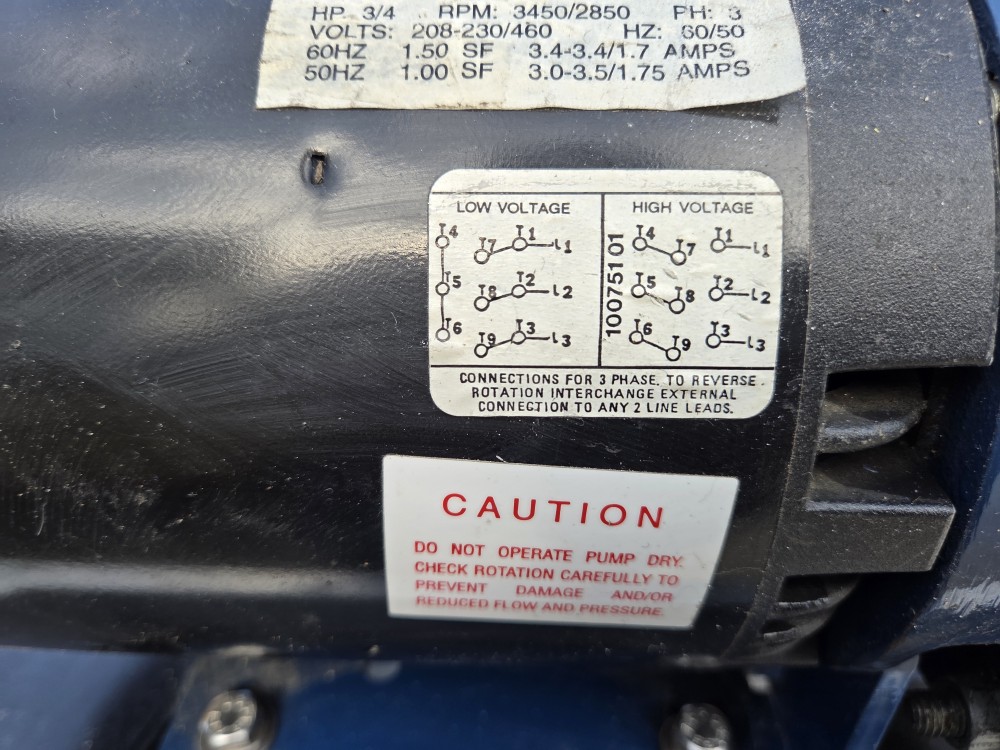 HP 3/4 RPM: 3450/2850 PH: 3
VOLTS: 208-230/460 HZ: 60/50
60HZ 1.50 SF 3.4-3.4/1.7 AMPS
50HZ 1.00 SF 3.0-3.5/1.75 AMPS
LOW VOLTAGE
T4 T7 T1 L1
T5 T8 T2 L2
T6 T9 T3 L3
10075101
HIGH VOLTAGE
T4 T7 T1 L1
T5 T8 T2 L2
T6 T9 T3 L3
CONNECTIONS FOR 3 PHASE. TO REVERSE
ROTATION INTERCHANGE EXTERNAL
CONNECTION TO ANY 2 LINE LEADS.
CAUTION
DO NOT OPERATE PUMP DRY.
CHECK ROTATION CAREFULLY TO
PREVENT DAMAGE AND/OR
REDUCED FLOW AND PRESSURE.